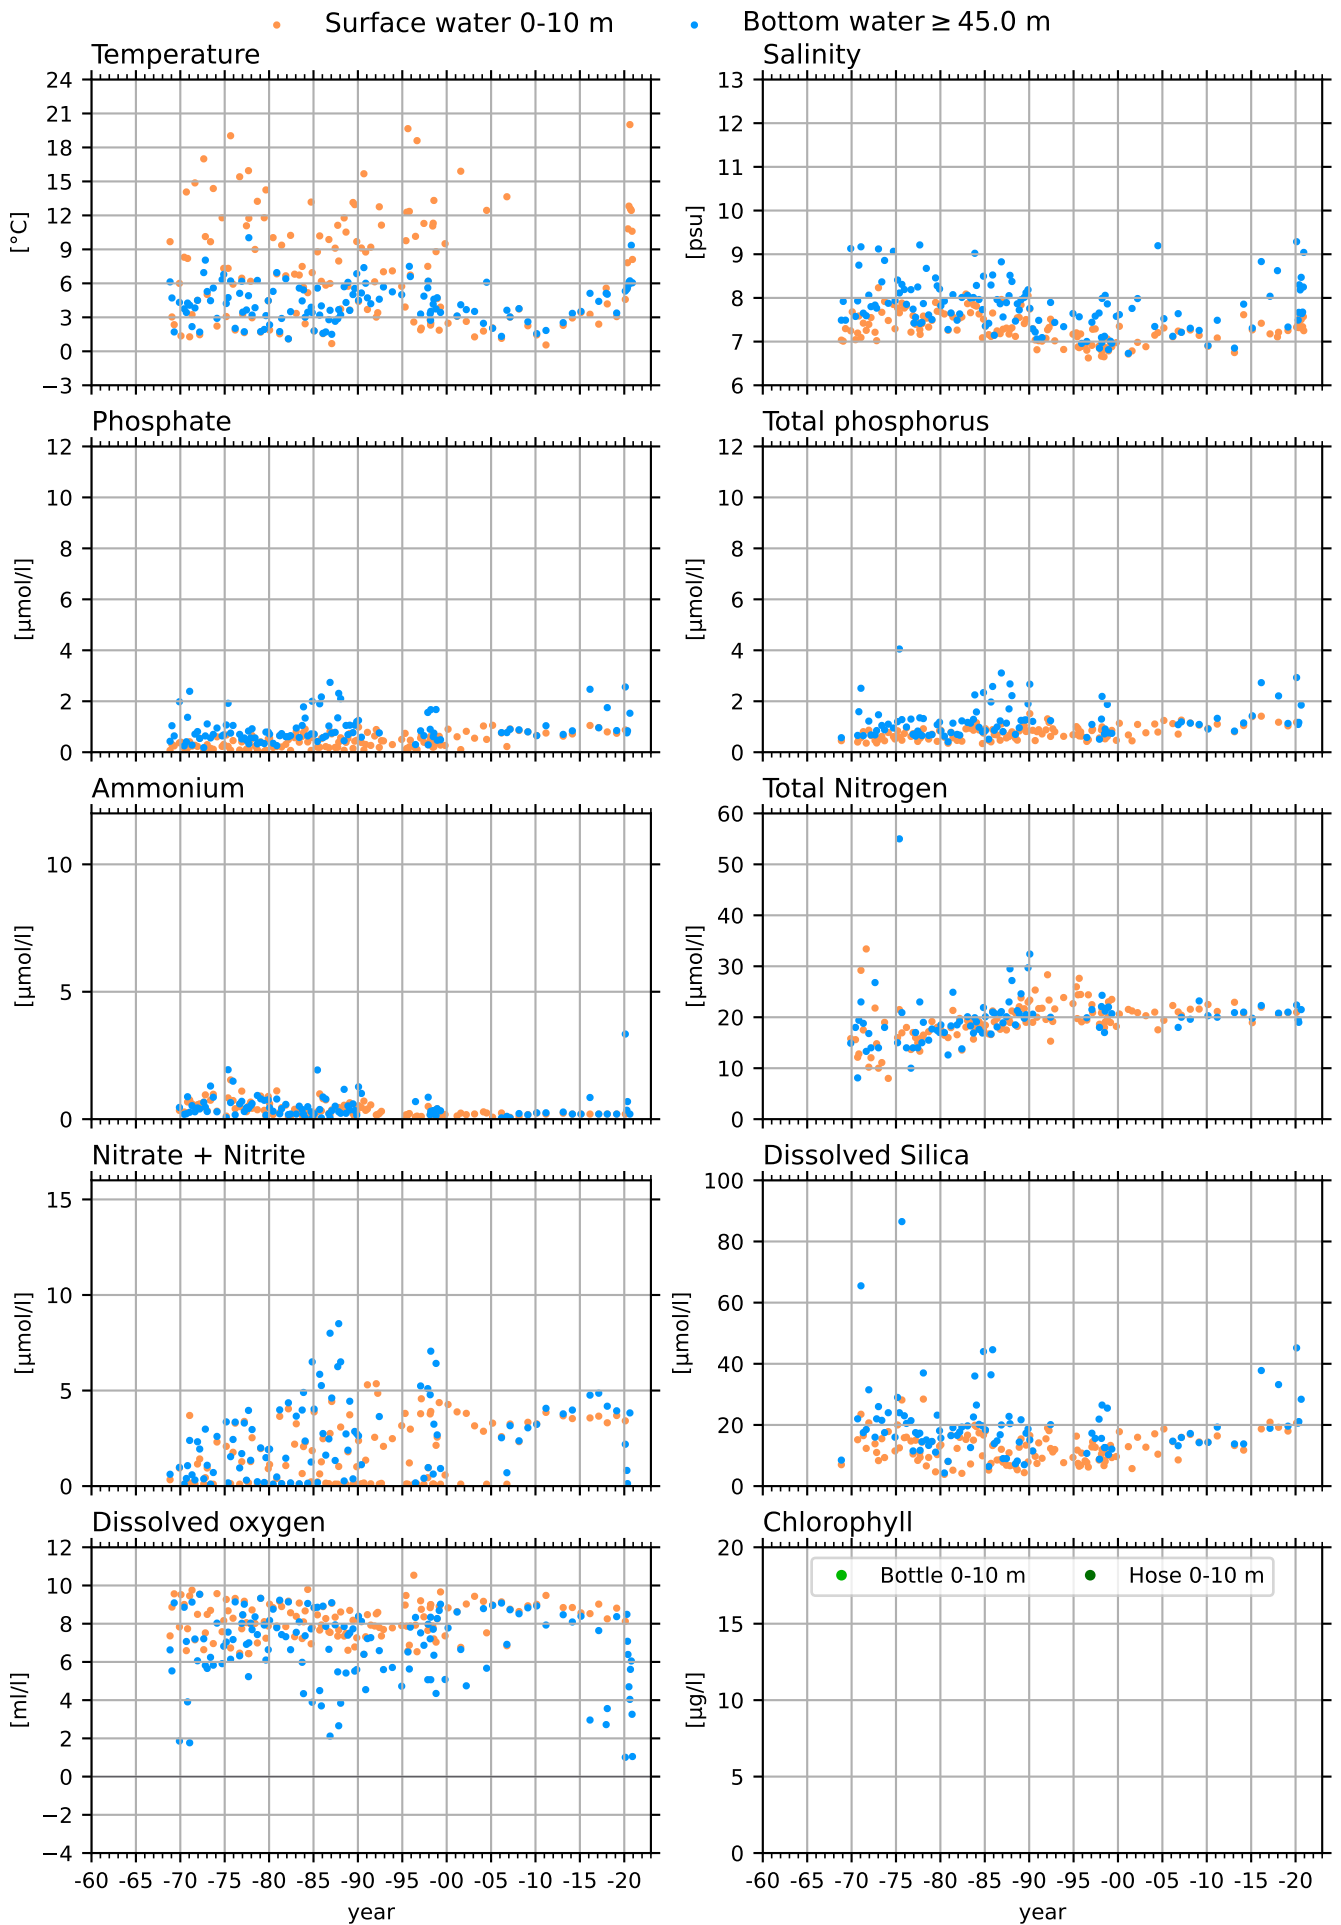 Surface water 0-10 m   Bottom water ≥ 45.0 m
Temperature   Salinity
24 21 18 15 12 9 6 3 0 −3
[°C]
13 12 11 10 9 8 7 6
[psu]
Phosphate   Total phosphorus
12 10 8 6 4 2 0
[µmol/l]
12 10 8 6 4 2 0
[µmol/l]
Ammonium   Total Nitrogen
10 5 0
[µmol/l]
60 50 40 30 20 10 0
[µmol/l]
Nitrate + Nitrite   Dissolved Silica
15 10 5 0
[µmol/l]
100 80 60 40 20 0
[µmol/l]
Dissolved oxygen   Chlorophyll
12 10 8 6 4 2 0 −2 −4
[ml/l]
20 15 10 5 0
[µg/l]
Bottle 0-10 m   Hose 0-10 m
-60 -65 -70 -75 -80 -85 -90 -95 -00 -05 -10 -15 -20
-60 -65 -70 -75 -80 -85 -90 -95 -00 -05 -10 -15 -20
year   year